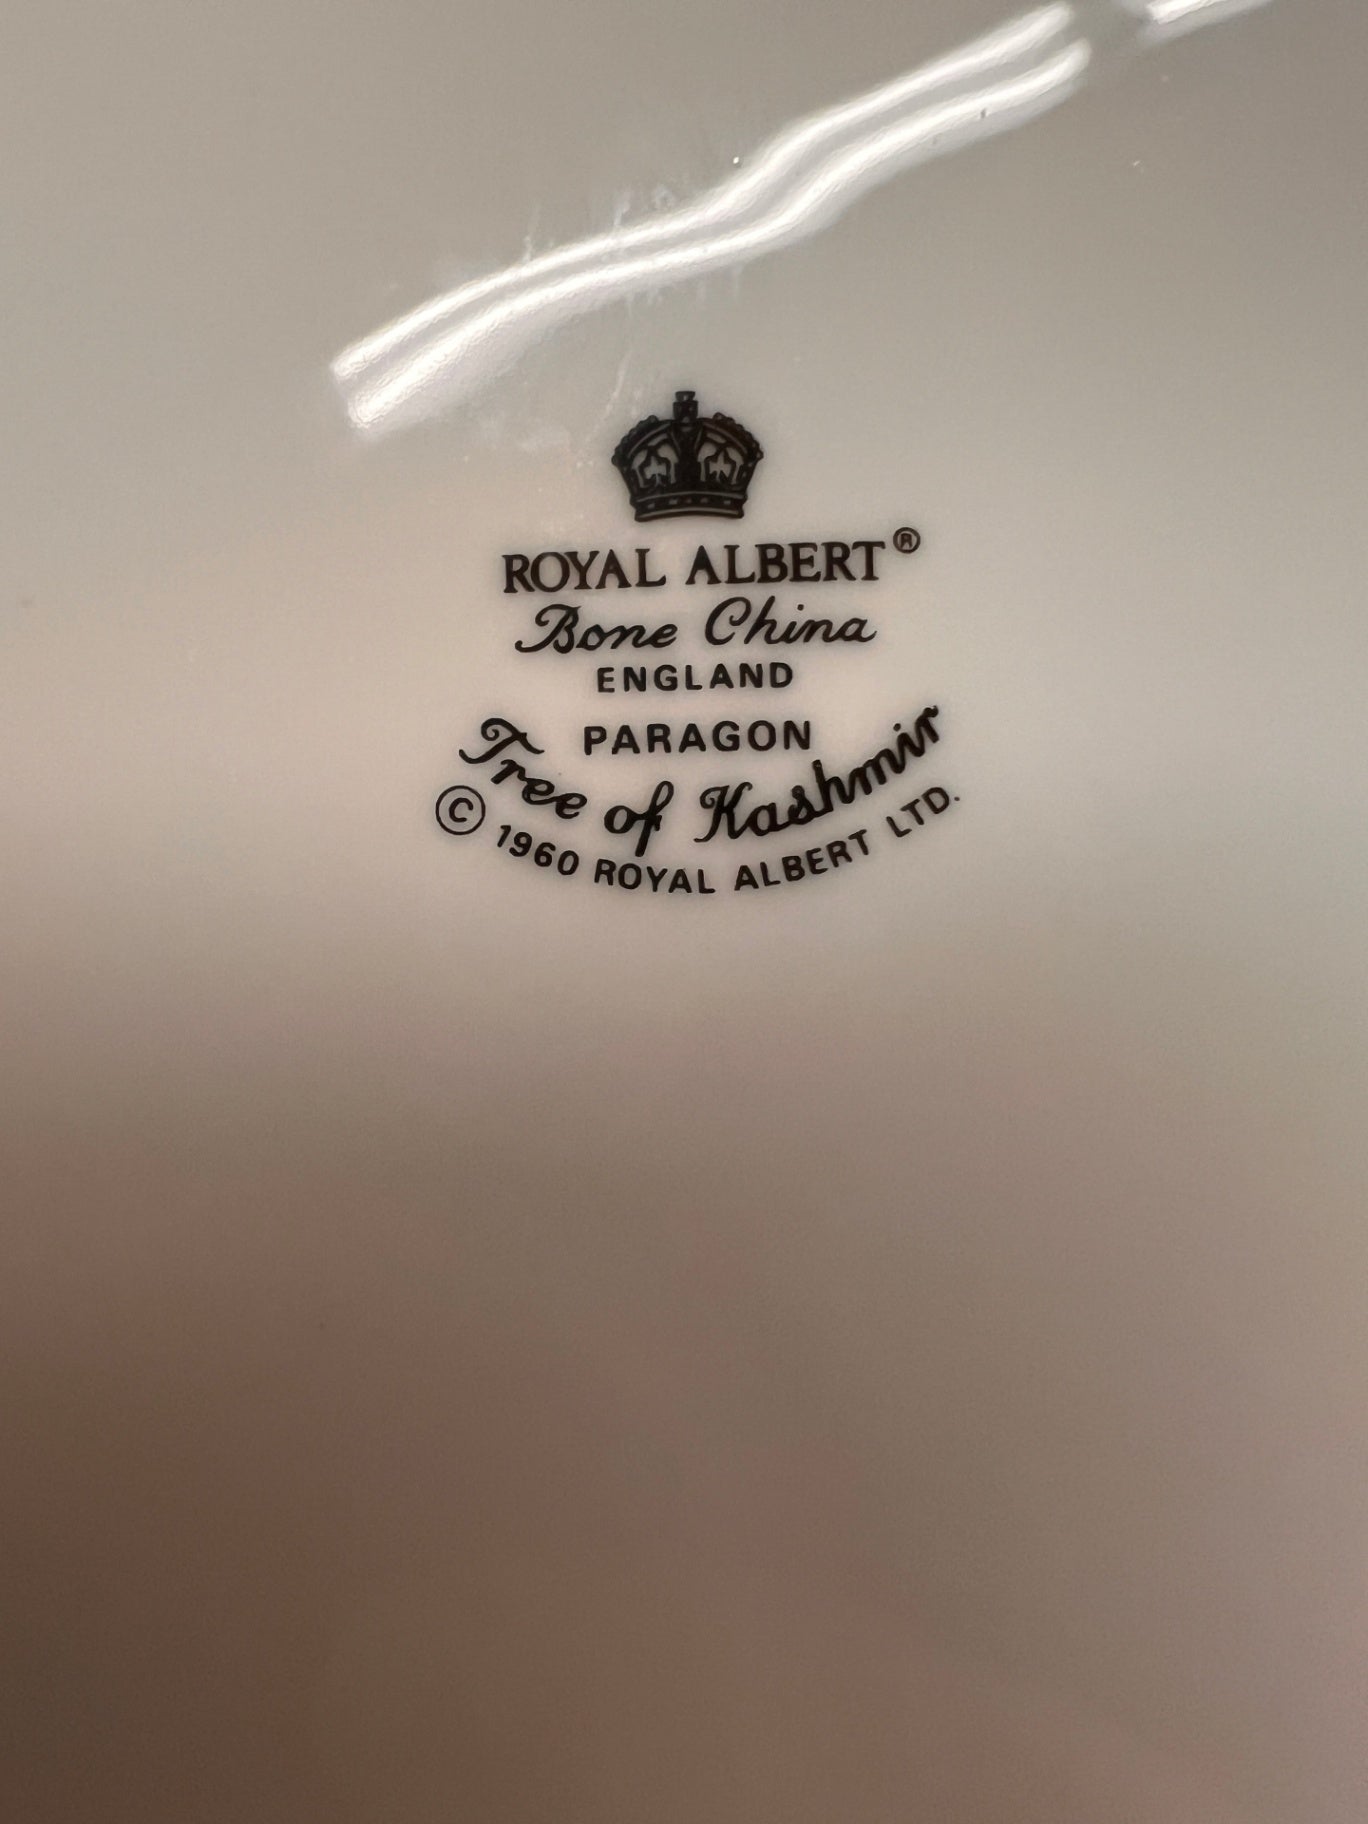 ROYAL ALBERT®
Bone China
ENGLAND
PARAGON
Tree of Kashmir
© 1960 ROYAL ALBERT LTD.